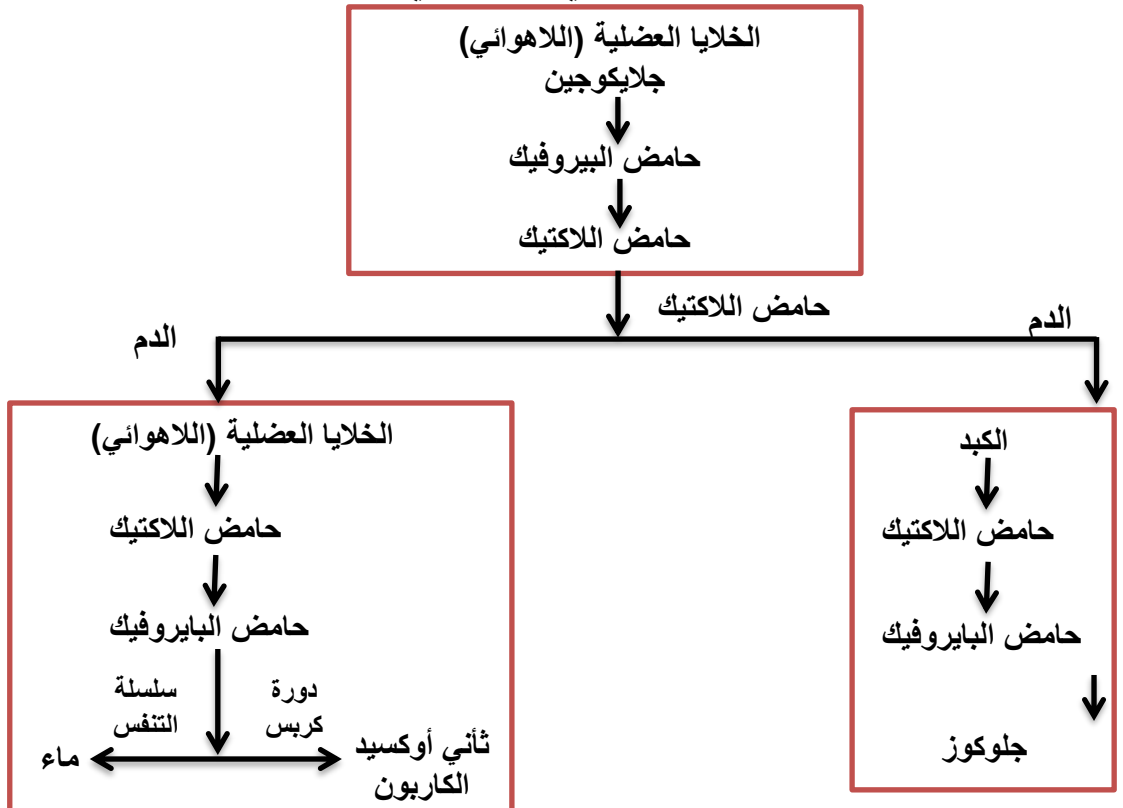 الخلايا العضلية (اللاهوائي)
جلايكوجين
حامض البيروفيك
حامض اللاكتيك
حامض اللاكتيك
الدم
الدم
الكبد
حامض اللاكتيك
حامض البايروفيك
جلوكوز
الخلايا العضلية (اللاهوائي)
حامض اللاكتيك
حامض البايروفيك
دورة
كربس
سلسلة
التنفس
ثأني أوكسيد
الكاربون
ماء